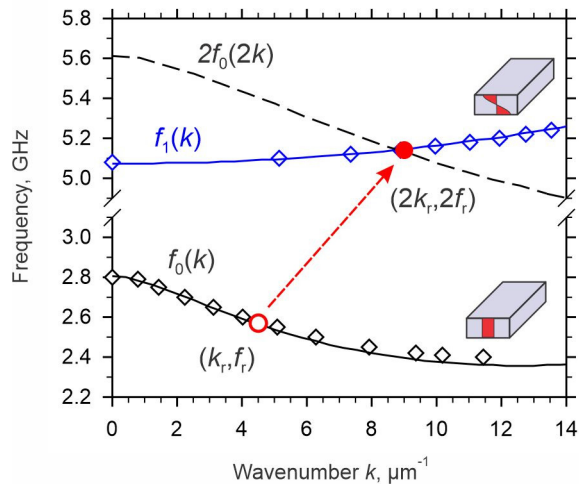 5.8
5.6
5.4
5.2
5.0
3.0
2.8
2.6
2.4
2.2
0 2 4 6 8 10 12 14
Frequency, GHz
Wavenumber k, µm⁻¹
2f₀(2k)
f₁(k)
(2kᵣ,2fᵣ)
f₀(k)
(kᵣ,fᵣ)